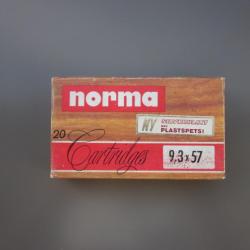 norma
NY
PLASTSPETS!
20
Cartridges
9,3x57